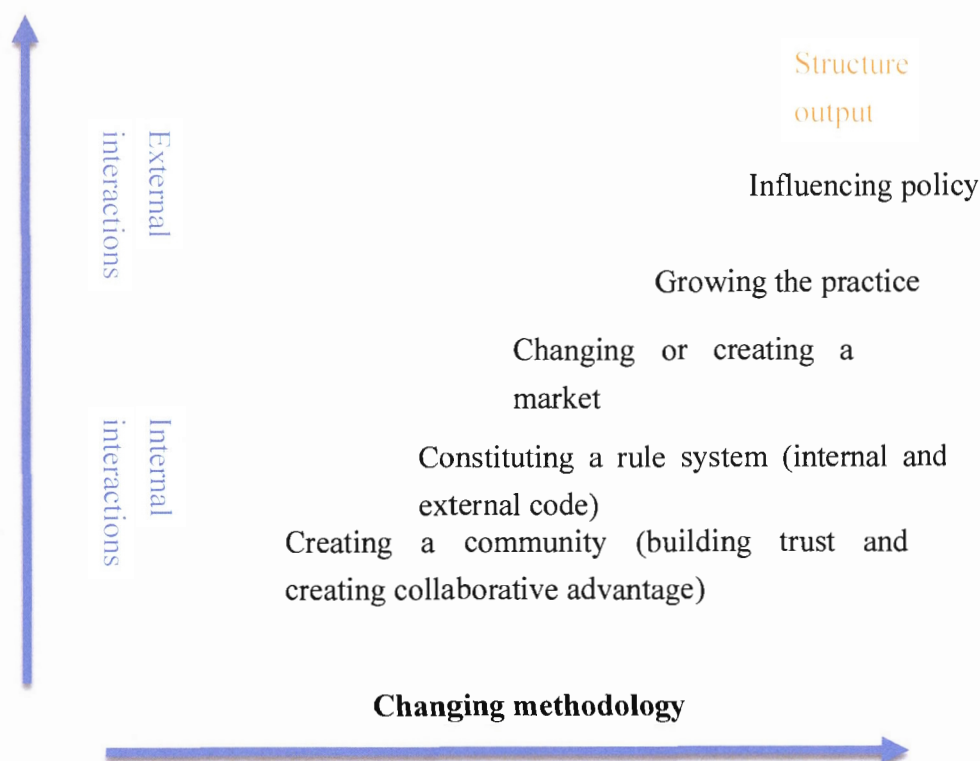 Structure
output
External
interactions
Influencing policy
Growing the practice
Changing or creating a
market
Internal
interactions
Constituting a rule system (internal and
external code)
Creating a community (building trust and
creating collaborative advantage)
Changing methodology